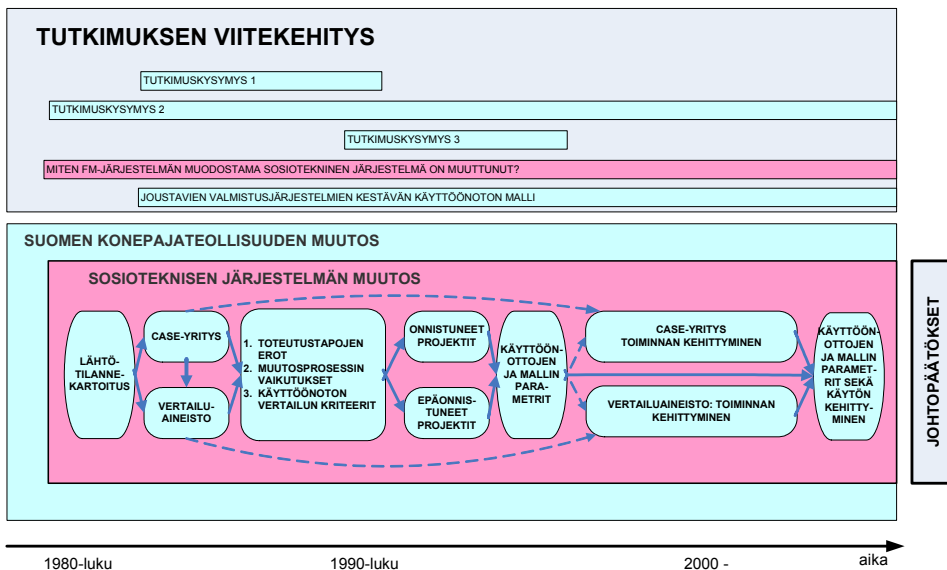 TUTKIMUKSEN VIITEKEHITYS
TUTKIMUSKYSYMYS 1
TUTKIMUSKYSYMYS 2
TUTKIMUSKYSYMYS 3
MITEN FM-JÄRJESTELMÄN MUODOSTAMA SOSIOTEKNINEN JÄRJESTELMÄ ON MUUTTUNUT?
JOUSTAVIEN VALMISTUSJÄRJESTELMIEN KESTÄVÄN KÄYTTÖÖNOTON MALLI
SUOMEN KONEPAJATEOLLISUUDEN MUUTOS
SOSIOTEKNISEN JÄRJESTELMÄN MUUTOS
LÄHTÖ-
TILANNE-
KARTOITUS
CASE-YRITYS
VERTAILU-
AINEISTO
1. TOTEUTUSTAPOJEN
EROT
2. MUUTOSPROSESSIN
VAIKUTUKSET
3. KÄYTTÖÖNOTON
VERTAILUN KRITEERIT
ONNISTUNEET
PROJEKTIT
EPÄONNIS-
TUNEET
PROJEKTIT
KÄYTTÖÖN-
OTTOJEN
JA MALLIN
PARA-
METRIT
CASE-YRITYS
TOIMINNAN KEHITTYMINEN
VERTAILUAINEISTO: TOIMINNAN
KEHITTYMINEN
KÄYTTÖÖN-
OTTOJEN
JA MALLIN
PARAMET-
RIT SEKÄ
KÄYTÖN
KEHITTY-
MINEN
JOHTOPÄÄTÖKSET
1980-luku
1990-luku
2000 -
aika